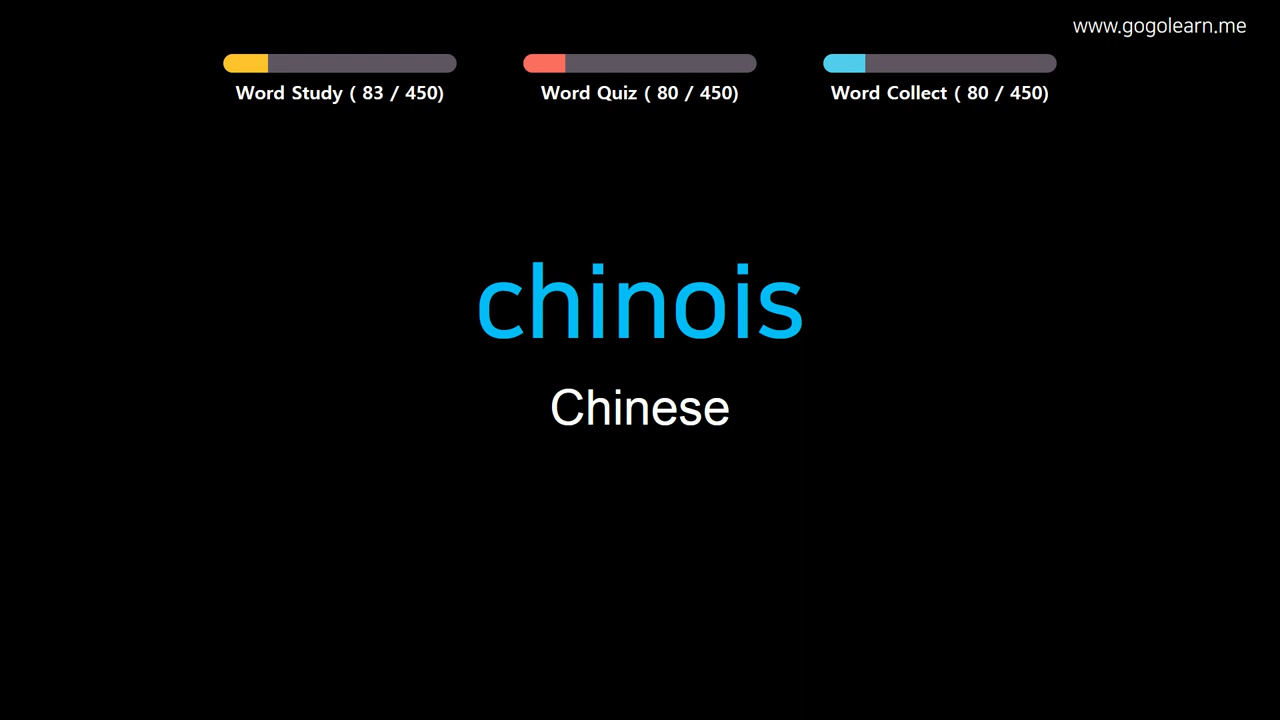 www.gogolearn.me
Word Study ( 83 / 450)
Word Quiz ( 80 / 450)
Word Collect ( 80 / 450)
chinois
Chinese